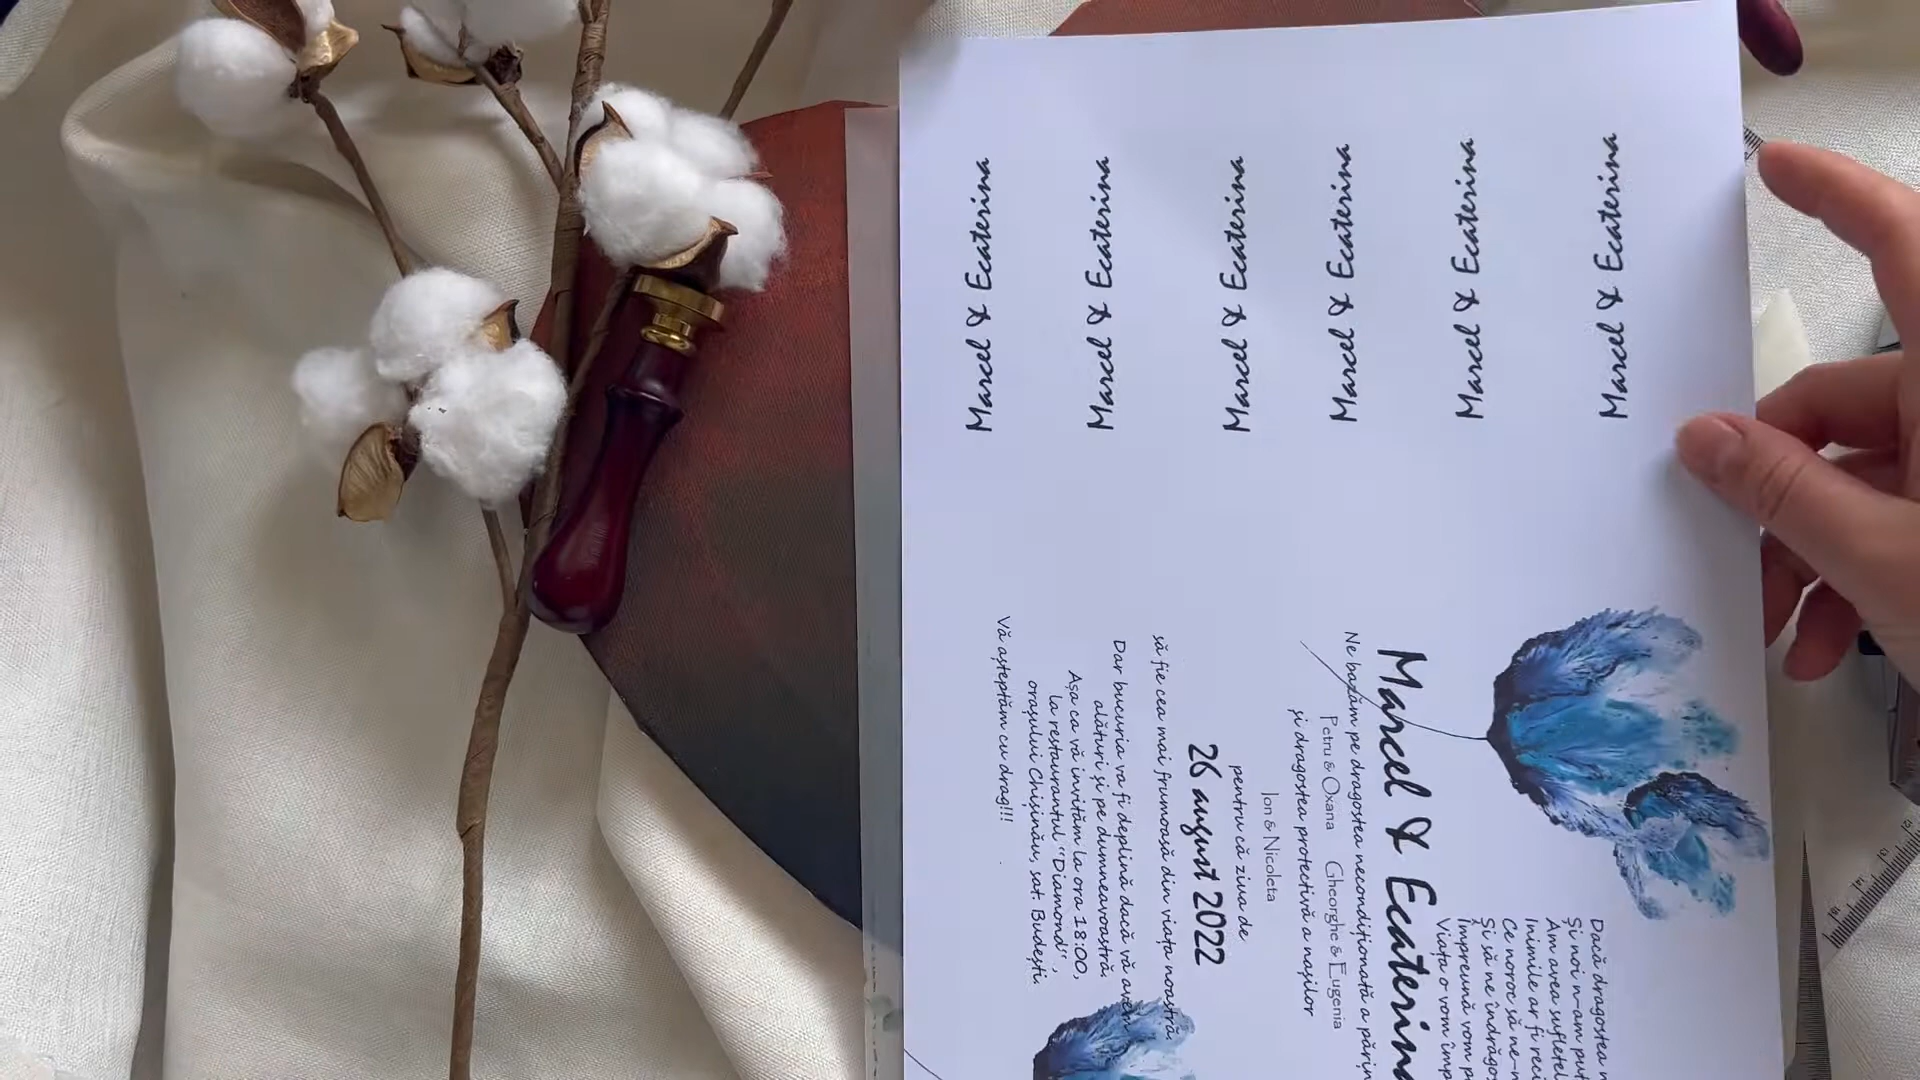 Marcel & Ecaterina
Marcel & Ecaterina
Marcel & Ecaterina
Marcel & Ecaterina
Marcel & Ecaterina
Marcel & Ecaterina
Dacă dragostea
Și noi n-am put
Am avea sufletel
Inimile ar fi reci
Ce noroc să ne-n
Și să ne îndrăgos
Împreună vom p
Viața o vom împ
Marcel & Ecaterin
Ne bazăm pe dragostea necondiționată a părin
Petru & Oxana Gheorghe & Eugenia
și dragostea protectivă a nașilor
Ion & Nicoleta
pentru că ziua de
26 august 2022
să fie cea mai frumoasă din viața noastră.
Dar bucuria va fi deplină dacă vă avem
alături și pe dumneavoastră.
Așa ca vă invităm la ora 18:00,
la restaurantul "Diamond",
orașului Chișinău, sat. Budești.
Vă așteptăm cu drag!!!